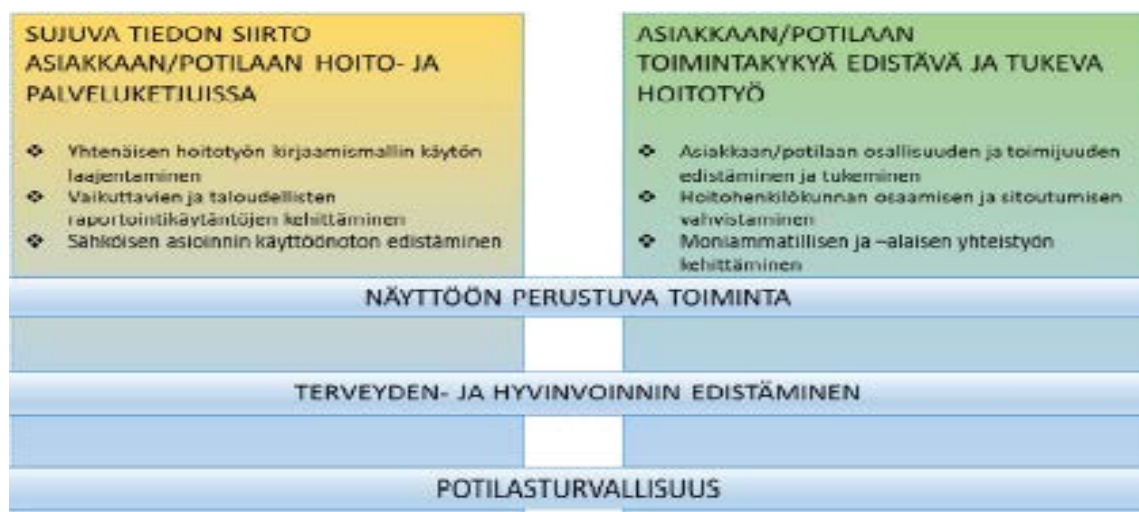 SUJUVA TIEDON SIIRTO
ASIAKKAAN/POTILAAN HOITO- JA
PALVELUKETJUISSA
❖ Yhtenäisen hoitotyön kirjaamismallin käytön
laajentaminen
❖ Vaikuttavien ja taloudellisten
raportointikäytäntöjen kehittäminen
❖ Sähköisen asioinnin käyttöönoton edistäminen
ASIAKKAAN/POTILAAN
TOIMINTAKYKYÄ EDISTÄVÄ JA TUKEVA
HOITOTYÖ
❖ Asiakkaan/potilaan osallisuuden ja toimijuuden
edistäminen ja tukeminen
❖ Hoitohenkilökunnan osaamisen ja sitoutumisen
vahvistaminen
❖ Moniammatillisen ja –alaisen yhteistyön
kehittäminen
NÄYTTÖÖN PERUSTUVA TOIMINTA
TERVEYDEN- JA HYVINVOINNIN EDISTÄMINEN
POTILASTURVALLISUUS